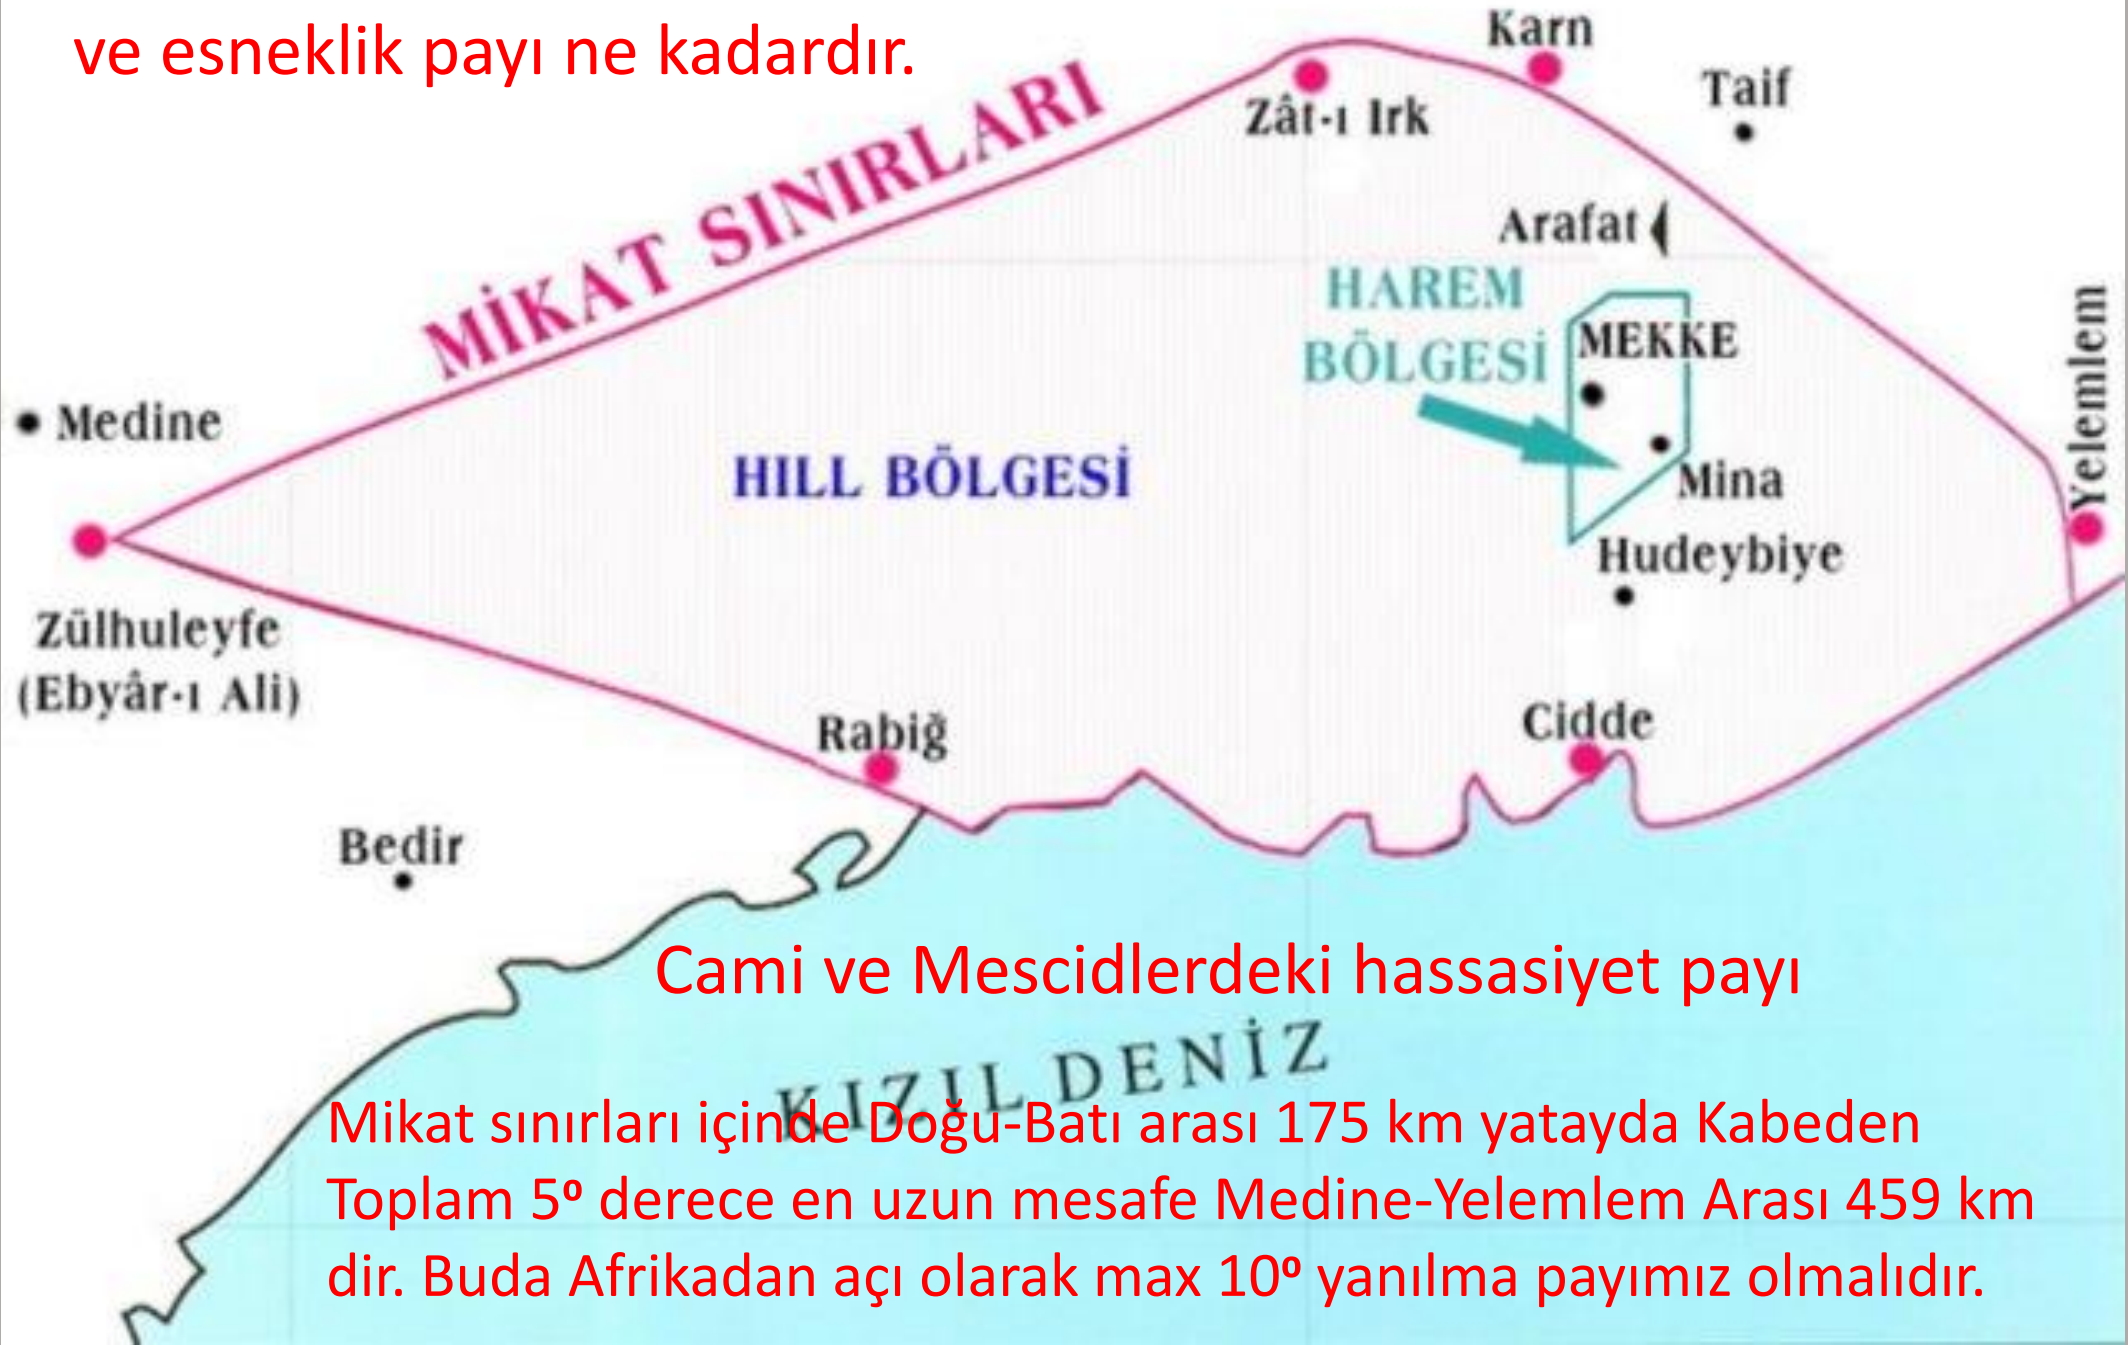 ve esneklik payı ne kadardır.
Karn
Taif
Zât-ı Irk
MİKAT SINIRLARI
Arafat
HAREM
BÖLGESİ
MEKKE
Yelemlem
Medine
HILL BÖLGESİ
Mina
Hudeybiye
Zülhuleyfe
(Ebyâr-ı Ali)
Rabiğ
Cidde
Bedir
Cami ve Mescidlerdeki hassasiyet payı
KIZIL DENİZ
Mikat sınırları içinde Doğu-Batı arası 175 km yatayda Kabeden
Toplam 5º derece en uzun mesafe Medine-Yelemlem Arası 459 km
dir. Buda Afrikadan açı olarak max 10º yanılma payımız olmalıdır.